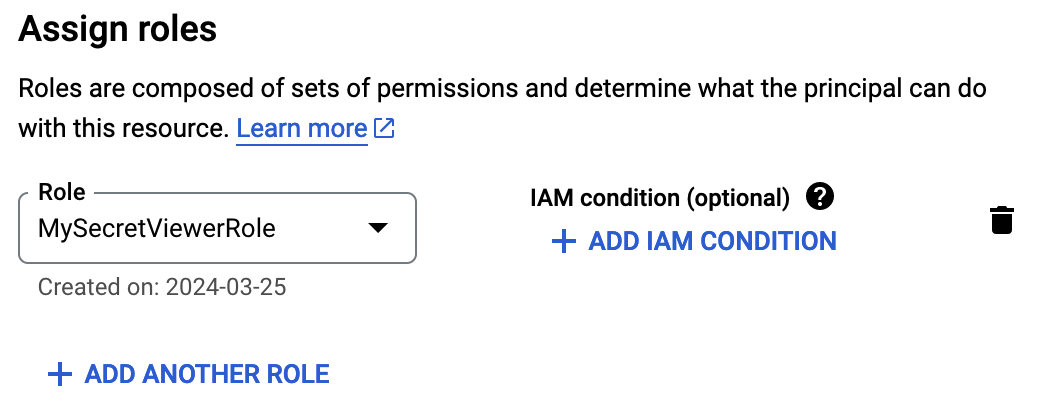 Assign roles
Roles are composed of sets of permissions and determine what the principal can do
with this resource. Learn more
Role
MySecretViewerRole
IAM condition (optional)
ADD IAM CONDITION
Created on: 2024-03-25
ADD ANOTHER ROLE